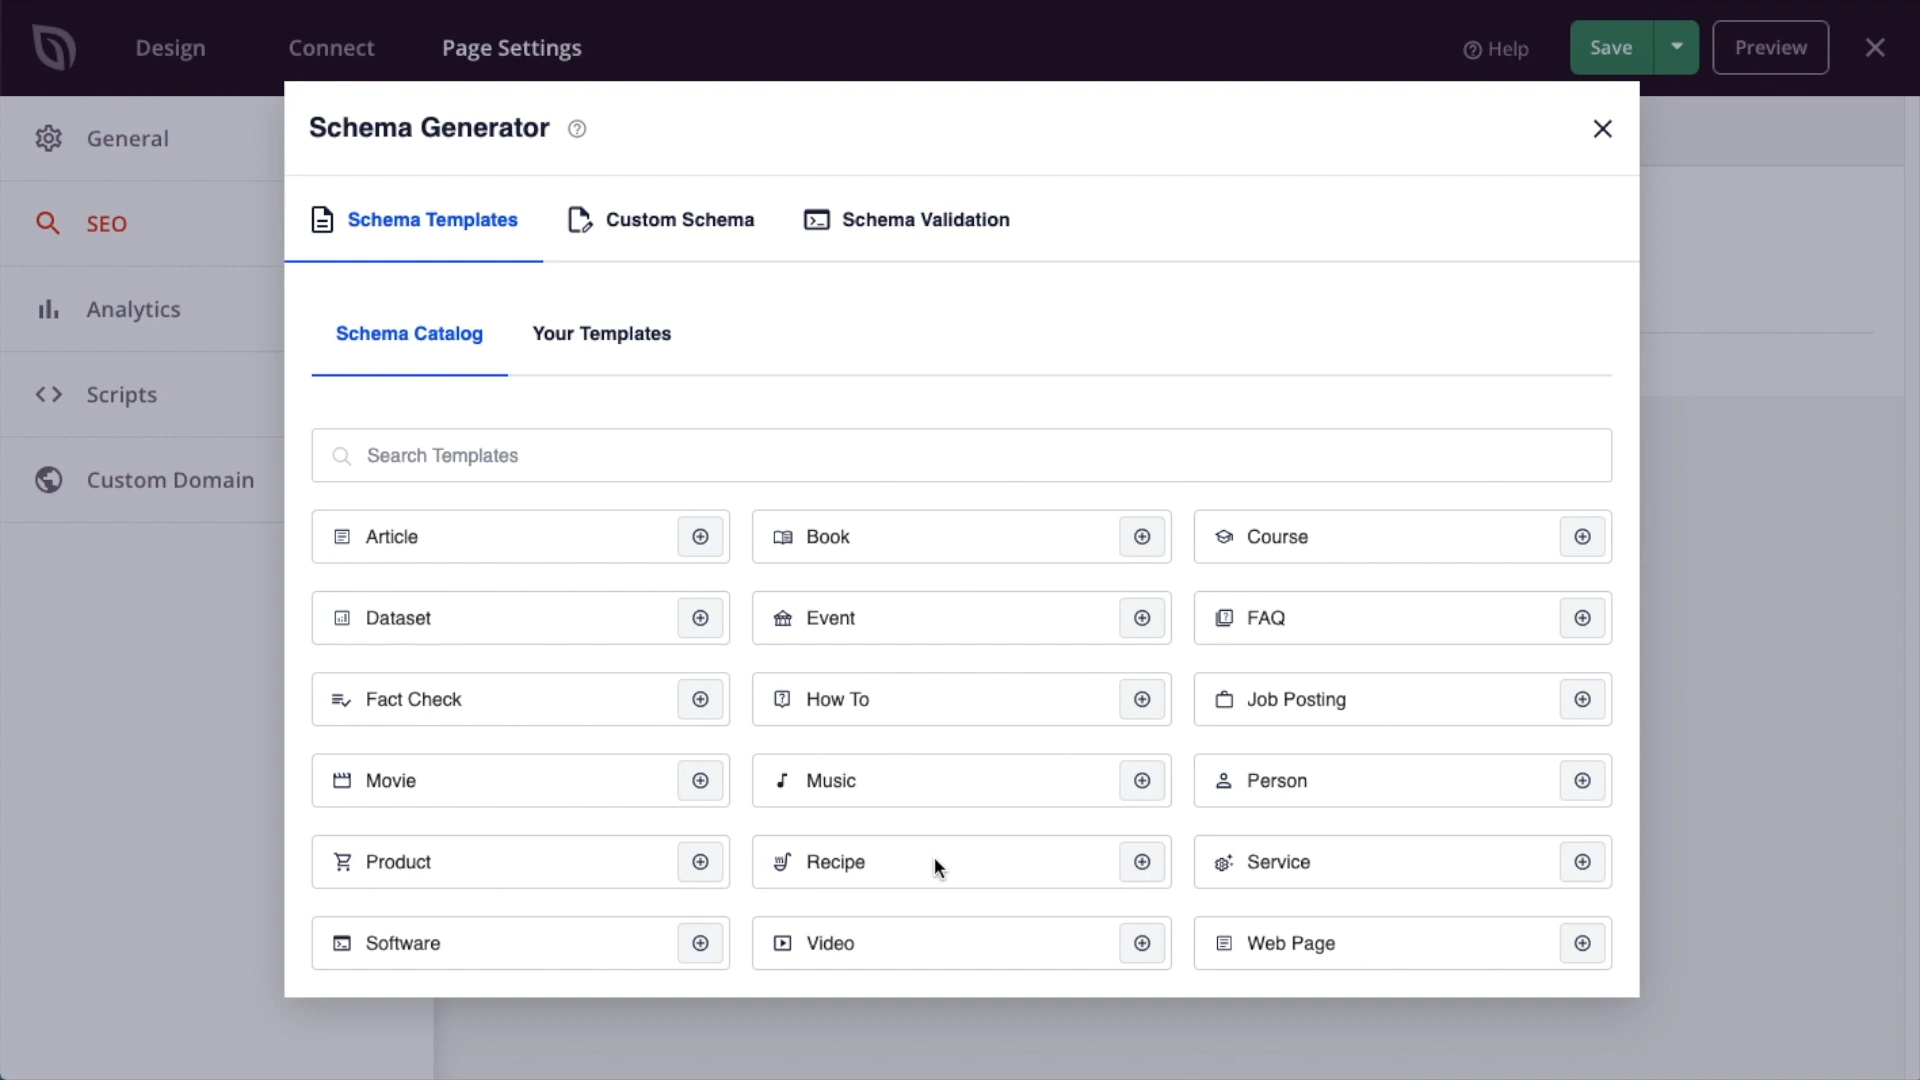 Design Connect Page Settings Help Save Preview
General
SEO
Analytics
Scripts
Custom Domain
Schema Generator
Schema Templates Custom Schema Schema Validation
Schema Catalog Your Templates
Search Templates
Article Book Course
Dataset Event FAQ
Fact Check How To Job Posting
Movie Music Person
Product Recipe Service
Software Video Web Page